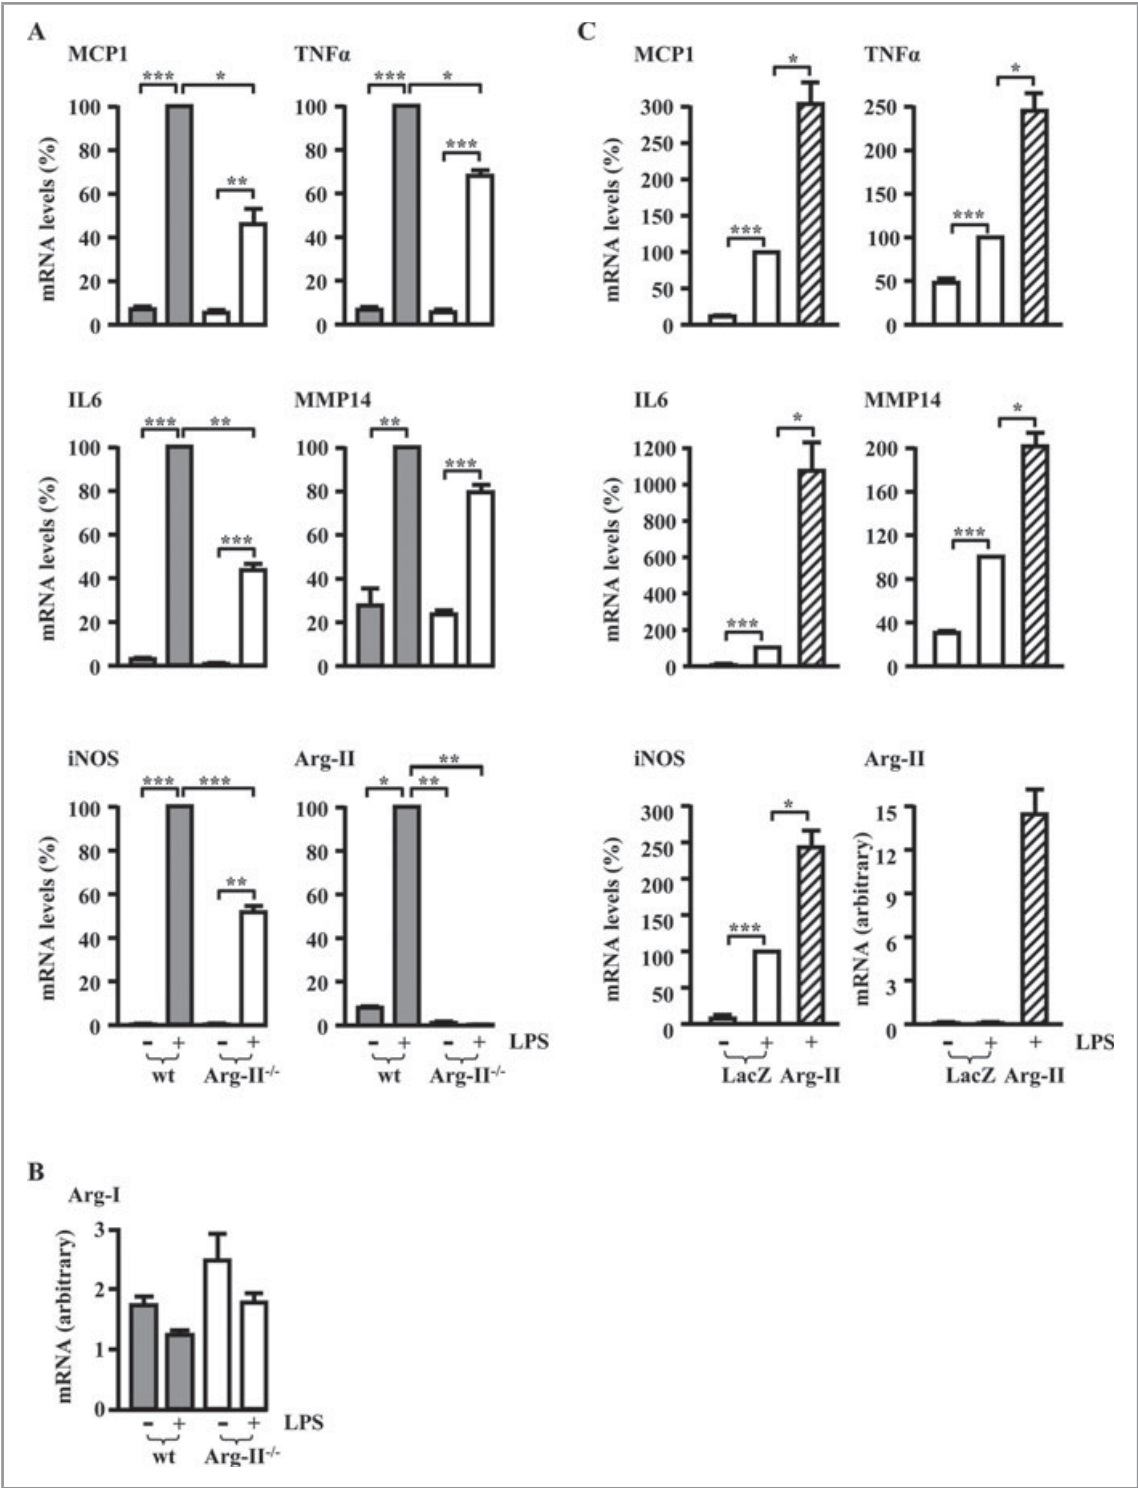 A
MCP1
*** *
**
mRNA levels (%)
100
80
60
40
20
0
TNFα
*** *
***
100
80
60
40
20
0
IL6
*** **
***
mRNA levels (%)
100
80
60
40
20
0
MMP14
**
***
100
80
60
40
20
0
iNOS
*** ***
**
mRNA levels (%)
100
80
60
40
20
0
- + - +
wt Arg-II-/-
Arg-II
**
* **
100
80
60
40
20
0
- + - + LPS
wt Arg-II-/-
B
Arg-I
mRNA (arbitrary)
3
2
1
0
- + - + LPS
wt Arg-II-/-
C
MCP1
*
***
mRNA levels (%)
300
250
200
150
100
50
0
TNFα
*
***
250
200
150
100
50
0
IL6
*
***
mRNA levels (%)
1200
1000
800
600
400
200
0
MMP14
*
***
200
160
120
80
40
0
iNOS
*
***
mRNA levels (%)
300
250
200
150
100
50
0
- + +
LacZ Arg-II
Arg-II
mRNA (arbitrary)
15
12
9
6
3
0
- + + LPS
LacZ Arg-II